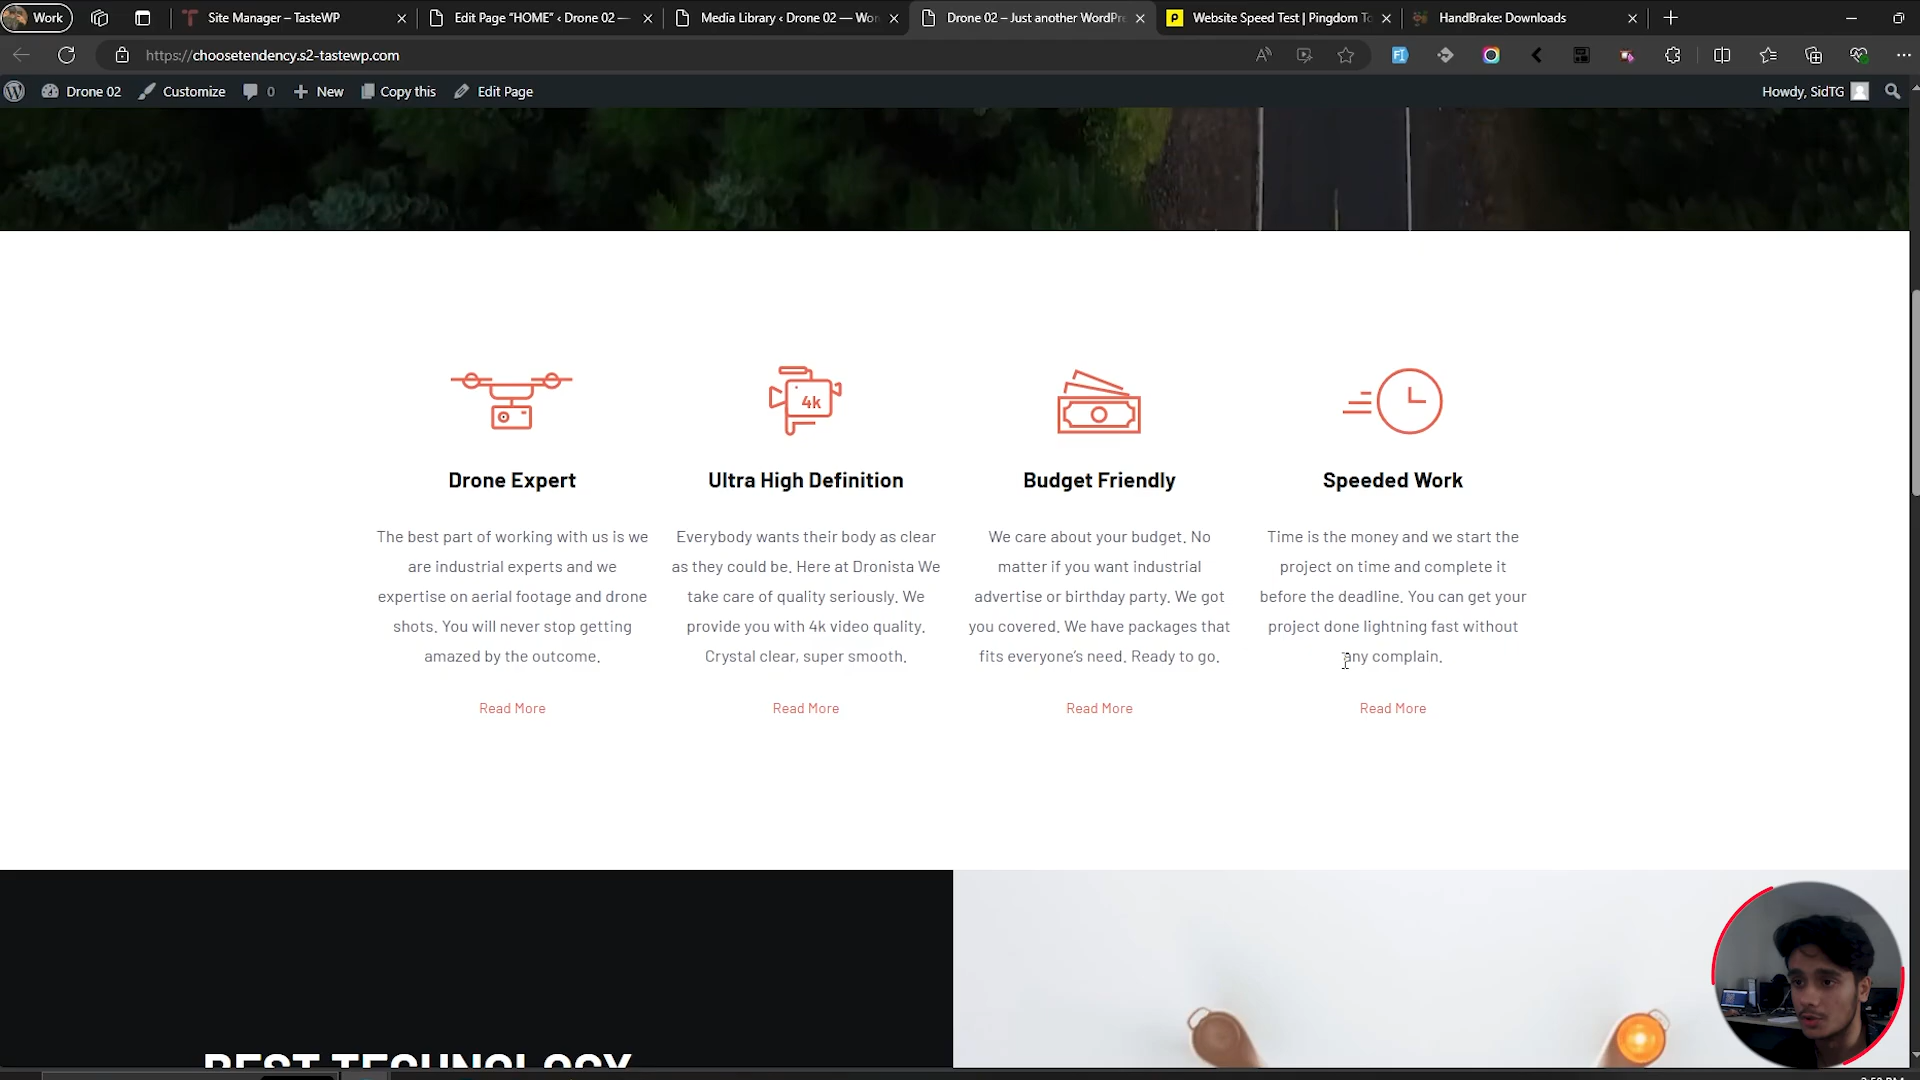 Work
Site Manager – TasteWP
Edit Page “HOME” ‹ Drone 02 —
Media Library ‹ Drone 02 — Wor
Drone 02 – Just another WordPre
Website Speed Test | Pingdom To
HandBrake: Downloads
https://choosetendency.s2-tastewp.com
Drone 02
Customize
0
New
Copy this
Edit Page
Howdy, SidTG
4k
Drone Expert
The best part of working with us is we
are industrial experts and we
expertise on aerial footage and drone
shots. You will never stop getting
amazed by the outcome.
Read More
Ultra High Definition
Everybody wants their body as clear
as they could be. Here at Dronista We
take care of quality seriously. We
provide you with 4k video quality.
Crystal clear, super smooth.
Read More
Budget Friendly
We care about your budget. No
matter if you want industrial
advertise or birthday party. We got
you covered. We have packages that
fits everyone’s need. Ready to go.
Read More
Speeded Work
Time is the money and we start the
project on time and complete it
before the deadline. You can get your
project done lightning fast without
any complain.
Read More
BEST TECHNOLOGY